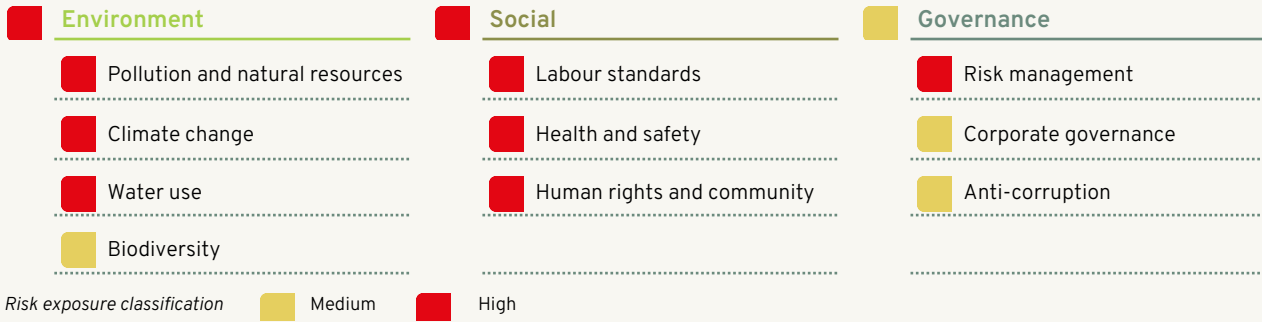 Environment
Pollution and natural resources
Climate change
Water use
Biodiversity
Social
Labour standards
Health and safety
Human rights and community
Governance
Risk management
Corporate governance
Anti-corruption
Risk exposure classification Medium High